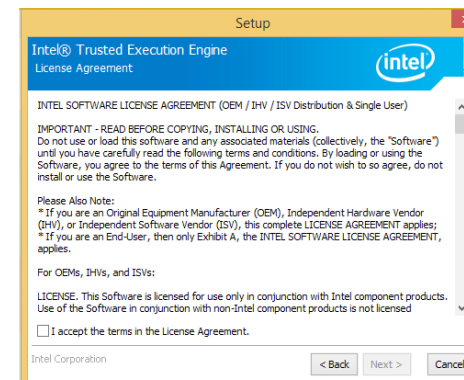 Setup
Intel® Trusted Execution Engine
License Agreement
intel
INTEL SOFTWARE LICENSE AGREEMENT (OEM / IHV / ISV Distribution & Single User)
IMPORTANT - READ BEFORE COPYING, INSTALLING OR USING.
Do not use or load this software and any associated materials (collectively, the "Software")
until you have carefully read the following terms and conditions. By loading or using the
Software, you agree to the terms of this Agreement. If you do not wish to so agree, do not
install or use the Software.
Please Also Note:
* If you are an Original Equipment Manufacturer (OEM), Independent Hardware Vendor
(IHV), or Independent Software Vendor (ISV), this complete LICENSE AGREEMENT applies;
* If you are an End-User, then only Exhibit A, the INTEL SOFTWARE LICENSE AGREEMENT,
applies.
For OEMs, IHVs, and ISVs:
LICENSE. This Software is licensed for use only in conjunction with Intel component products.
Use of the Software in conjunction with non-Intel component products is not licensed
I accept the terms in the License Agreement.
Intel Corporation
< Back
Next >
Cancel